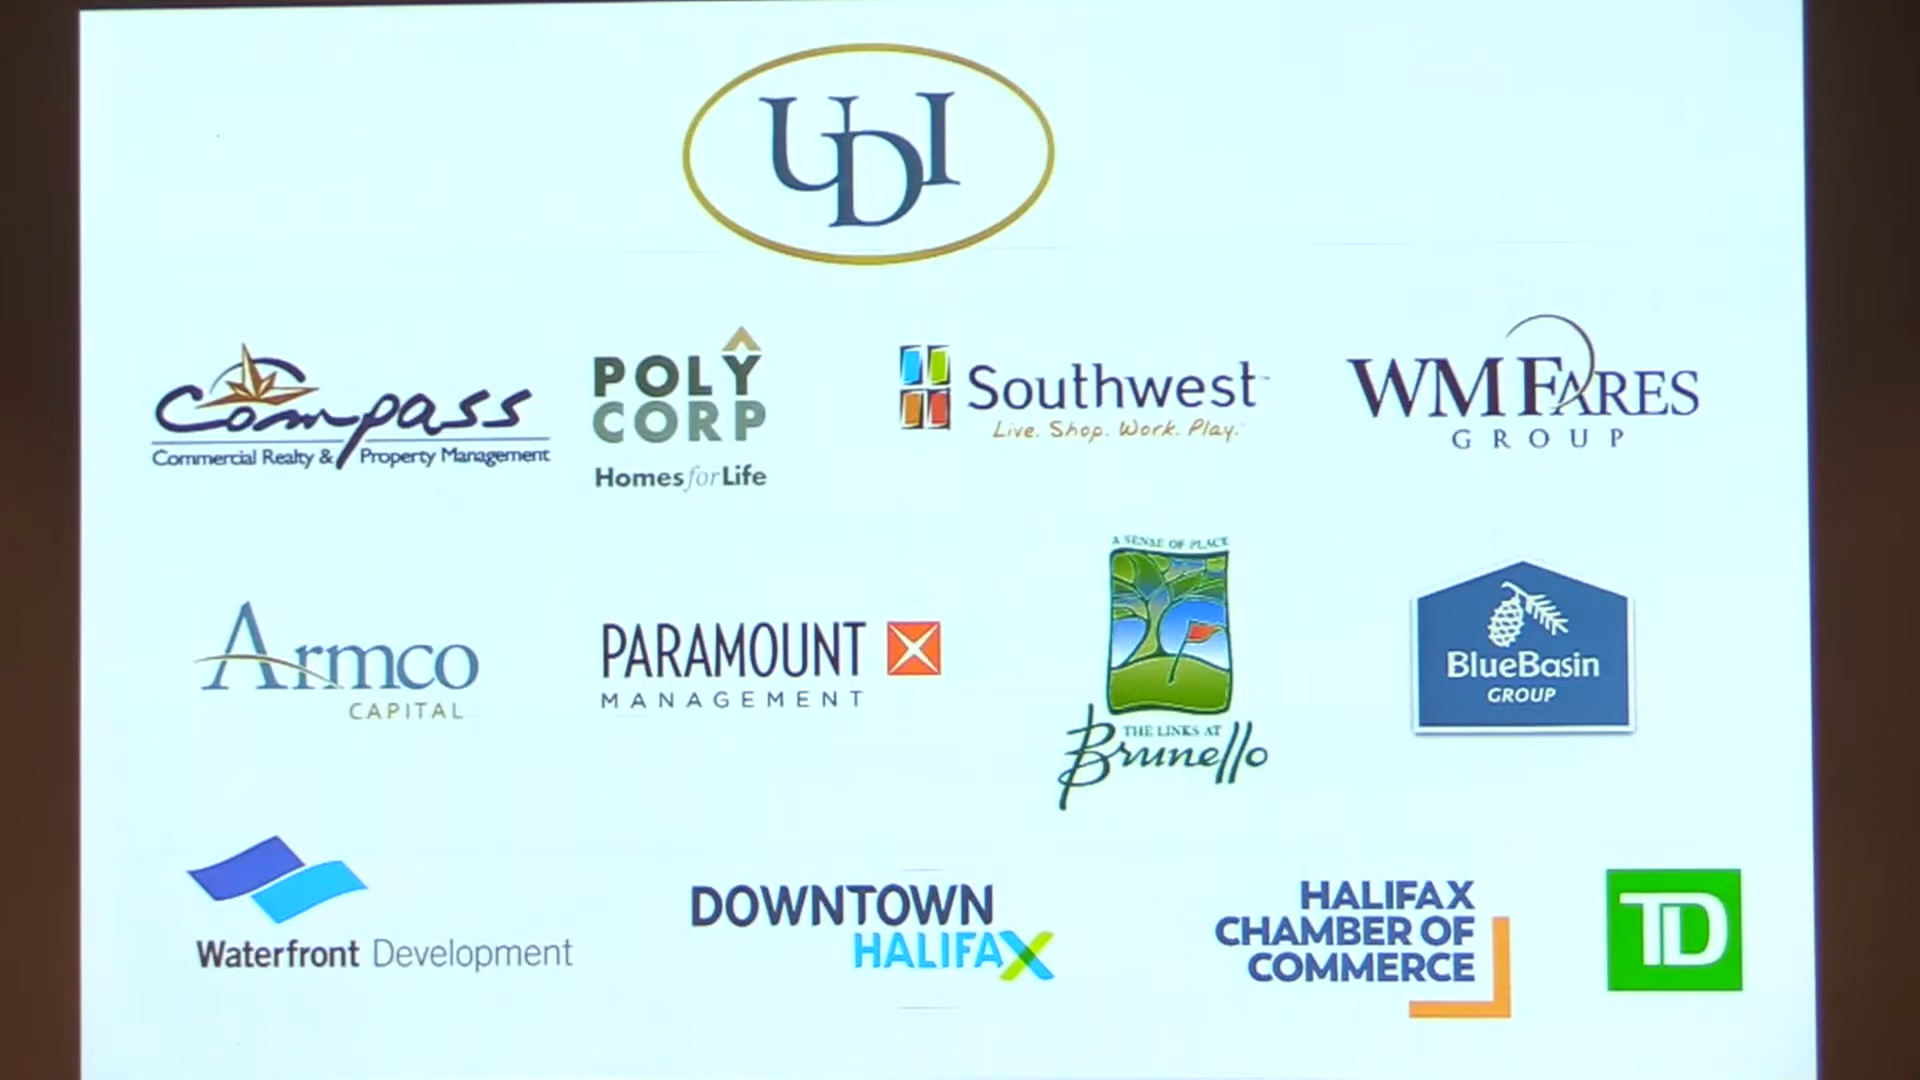 UDI
Compass
Commercial Realty & Property Management
POLY
CORP
Homes for Life
Southwest
Live. Shop. Work. Play.
WM FARES
GROUP
Armco
CAPITAL
PARAMOUNT
MANAGEMENT
A SENSE OF PLACE
THE LINKS AT
Brunello
BlueBasin
GROUP
Waterfront Development
DOWNTOWN
HALIFAX
HALIFAX
CHAMBER OF
COMMERCE
TD